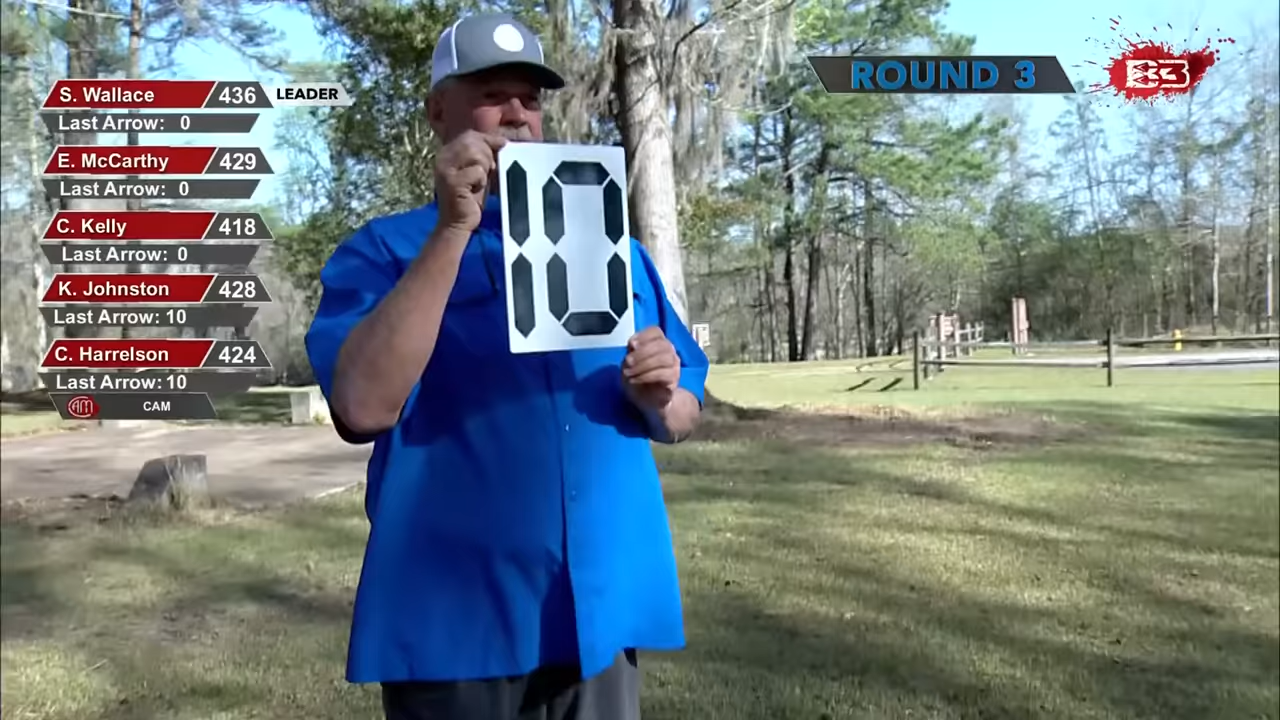 S. Wallace 436 LEADER
Last Arrow: 0
E. McCarthy 429
Last Arrow: 0
C. Kelly 418
Last Arrow: 0
K. Johnston 428
Last Arrow: 10
C. Harrelson 424
Last Arrow: 10
CAM
ROUND 3
B3
10